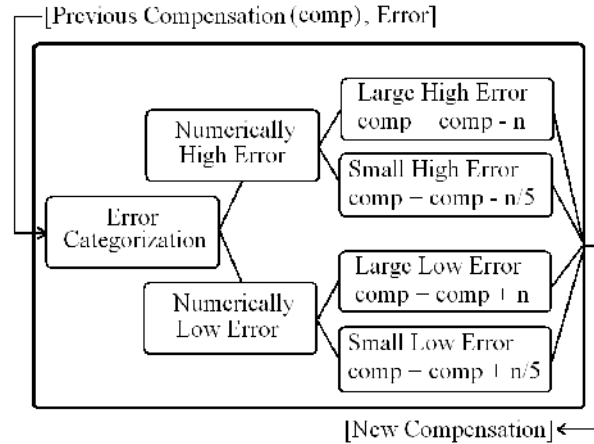 [Previous Compensation (comp), Error]
Large High Error
comp comp - n
Numerically
High Error
Small High Error
comp – comp - n/5
Error
Categorization
Large Low Error
comp – comp + n
Numerically
Low Error
Small Low Error
comp – comp + n/5
[New Compensation]